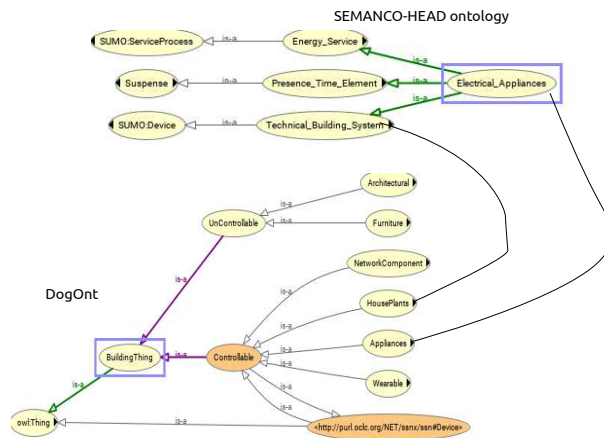 SEMANCO-HEAD ontology
SUMO:ServiceProcess is-a Energy_Service
is-a
Suspense is-a Presence_Time_Element is-a Electrical_Appliances
is-a
SUMO:Device is-a Technical_Building_System
Architectural
is-a
UnControllable is-a Furniture
is-a
NetworkComponent
is-a
DogOnt
HousePlants
is-a
BuildingThing is-a Controllable is-a Appliances
is-a
is-a Wearable
is-a
is-a
owl:Thing is-a <http://purl.oclc.org/NET/ssnx/ssn#Device>